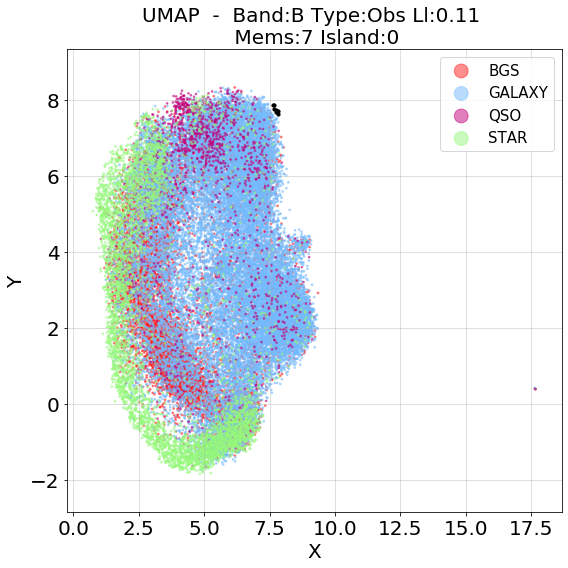 UMAP  -  Band:B Type:Obs Ll:0.11
Mems:7 Island:0
BGS
GALAXY
QSO
STAR
8
6
4
2
0
−2
Y
0.0 2.5 5.0 7.5 10.0 12.5 15.0 17.5
X